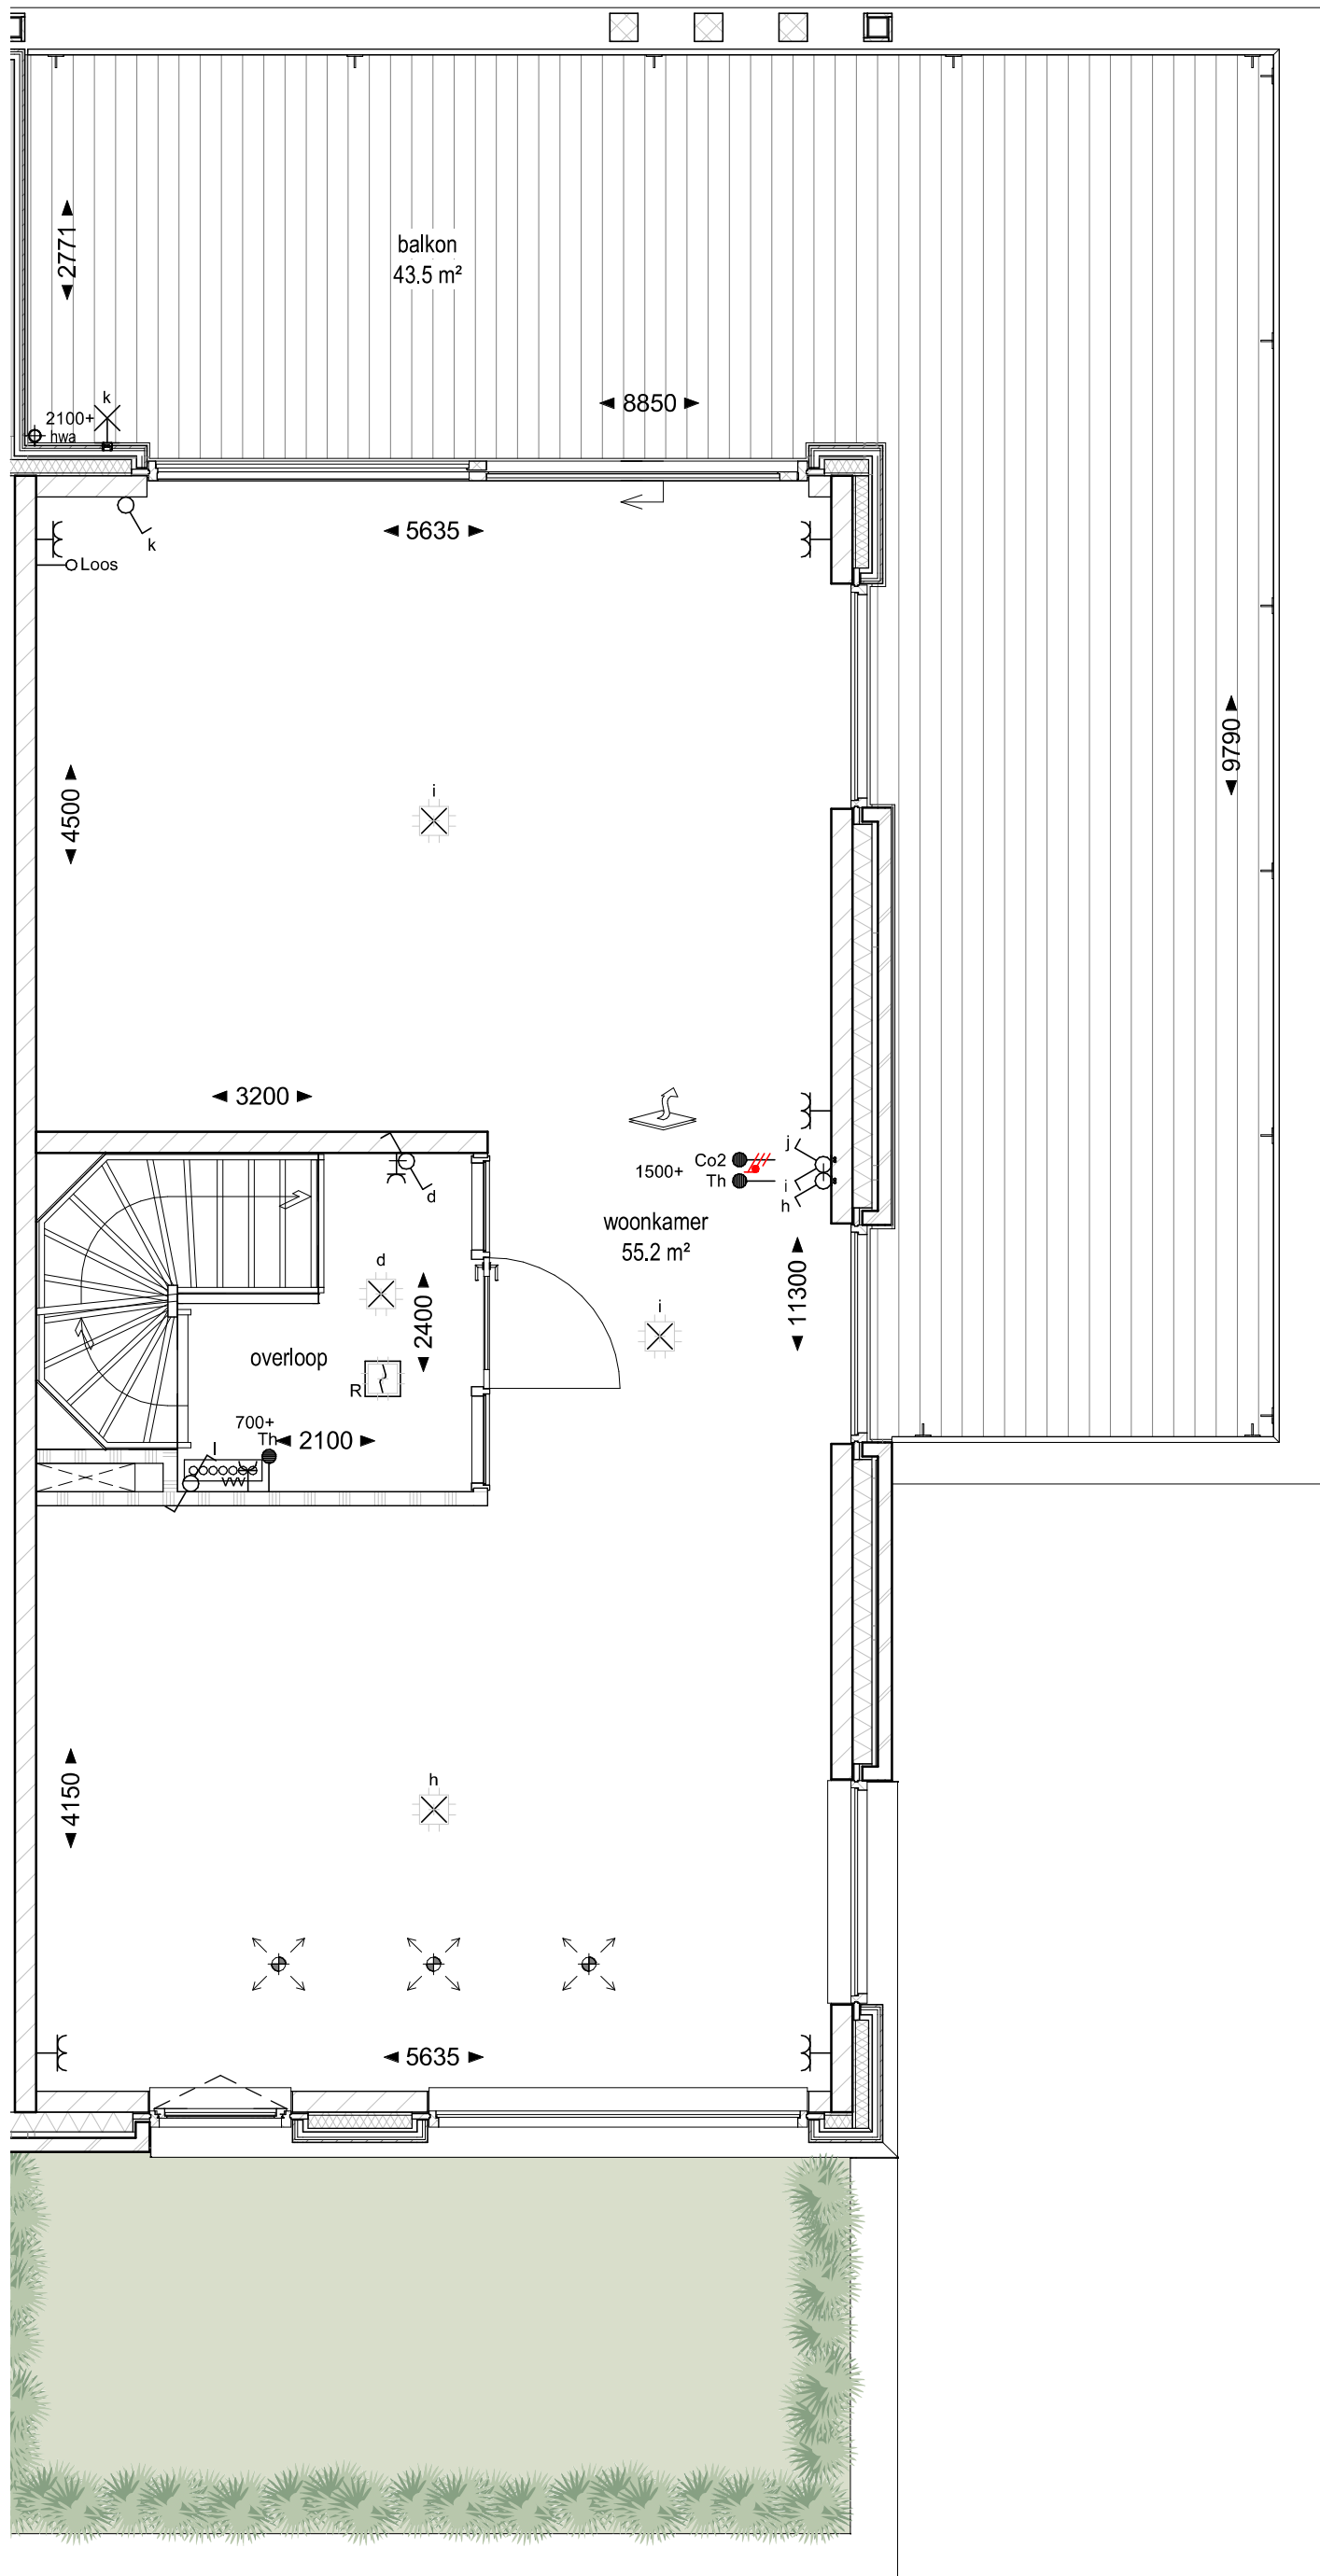 2771
balkon
43.5 m²
8850
k
2100+
hwa
5635
k
Loos
9790
4500
i
3200
Co2
1500+
Th
j
i
h
d
woonkamer
55.2 m²
d
2400
11300
i
overloop
R
700+
Th
2100
l
4150
h
5635